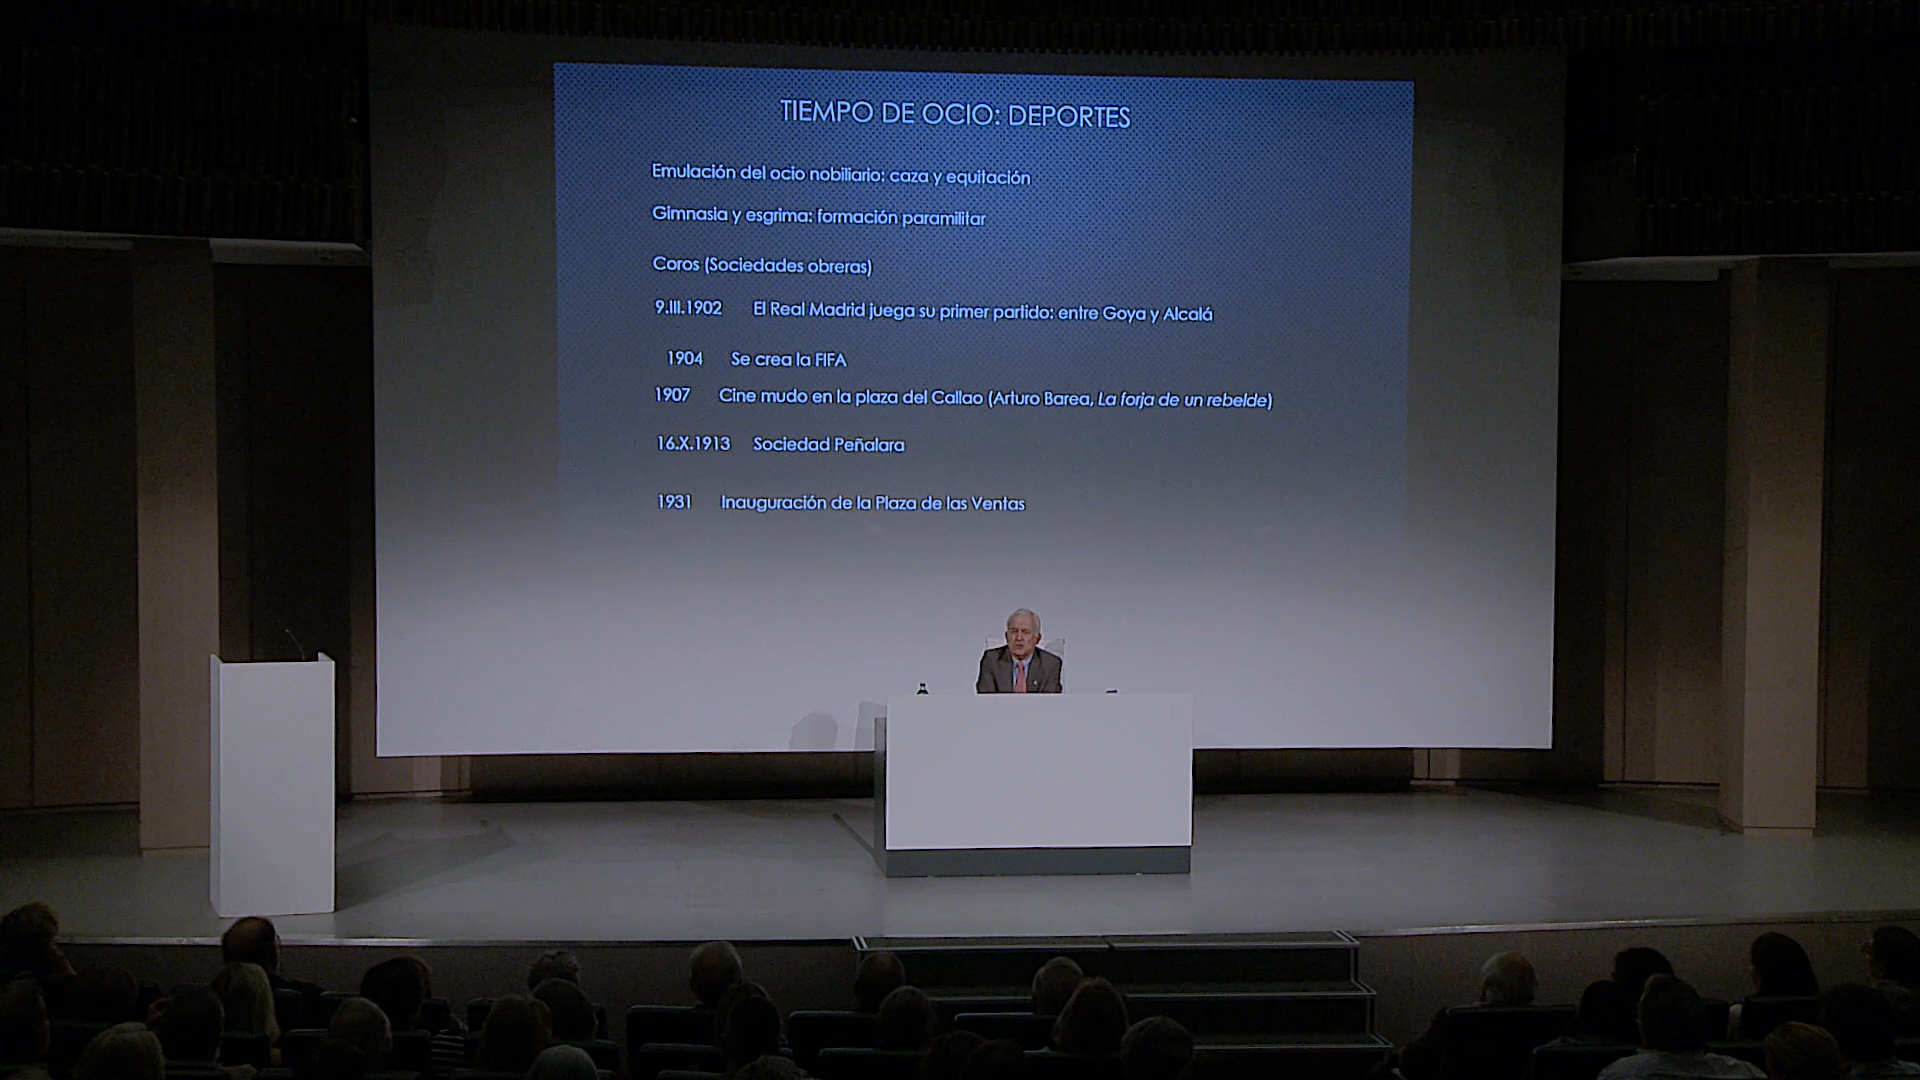 TIEMPO DE OCIO: DEPORTES
Emulación del ocio nobiliario: caza y equitación
Gimnasia y esgrima: formación paramilitar
Coros (Sociedades obreras)
9.III.1902 El Real Madrid juega su primer partido: entre Goya y Alcalá
1904 Se crea la FIFA
1907 Cine mudo en la plaza del Callao (Arturo Barea, La forja de un rebelde)
16.X.1913 Sociedad Peñalara
1931 Inauguración de la Plaza de las Ventas